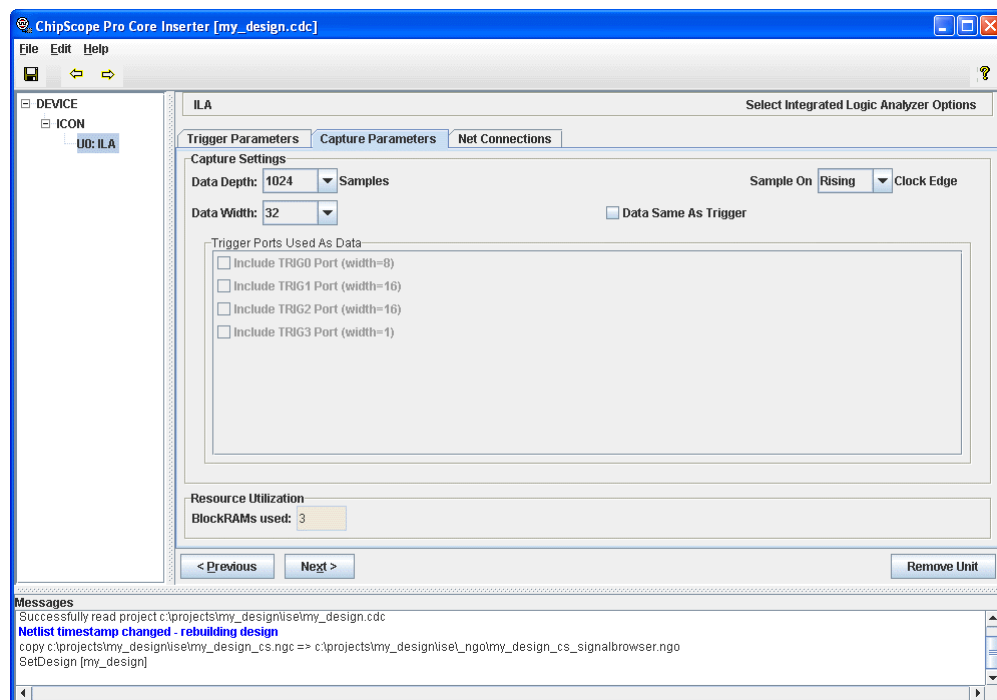 ChipScope Pro Core Inserter [my_design.cdc]
File Edit Help
DEVICE
ICON
U0: ILA
ILA Select Integrated Logic Analyzer Options
Trigger Parameters Capture Parameters Net Connections
Capture Settings
Data Depth: 1024 Samples Sample On Rising Clock Edge
Data Width: 32 Data Same As Trigger
Trigger Ports Used As Data
Include TRIG0 Port (width=8)
Include TRIG1 Port (width=16)
Include TRIG2 Port (width=16)
Include TRIG3 Port (width=1)
Resource Utilization
BlockRAMs used: 3
< Previous Next > Remove Unit
Messages
Successfully read project c:\projects\my_design\ise\my_design.cdc
Netlist timestamp changed - rebuilding design
copy c:\projects\my_design\ise\my_design_cs.ngc => c:\projects\my_design\ise\_ngo\my_design_cs_signalbrowser.ngo
SetDesign [my_design]